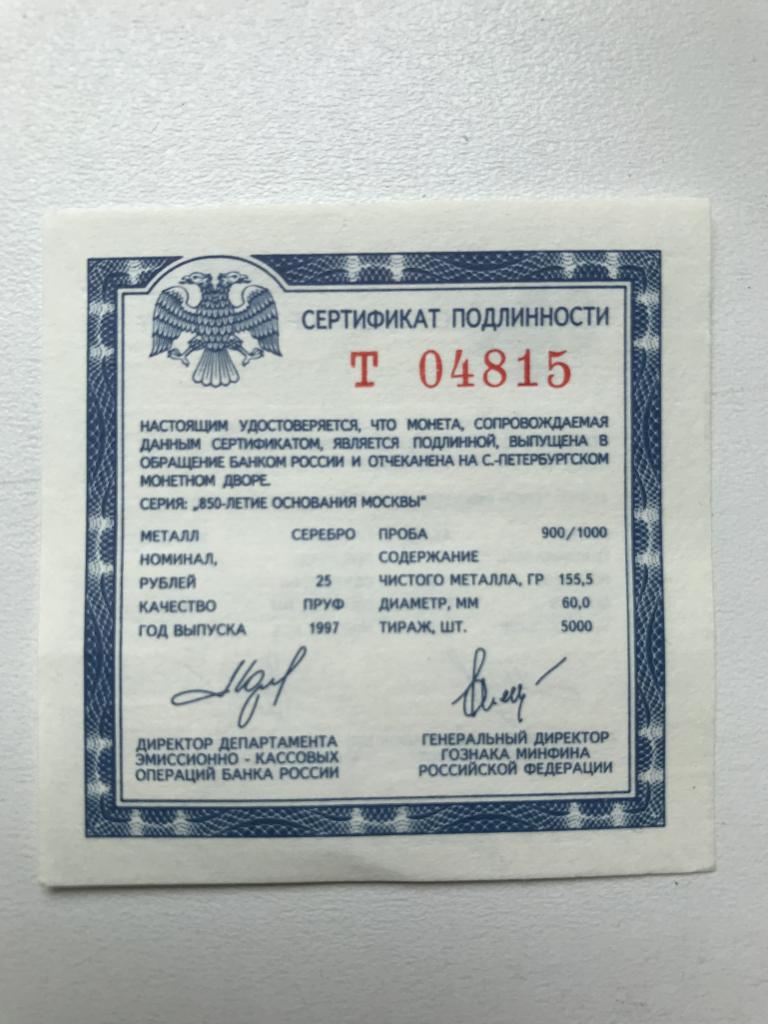 СЕРТИФИКАТ ПОДЛИННОСТИ
Т 04815
НАСТОЯЩИМ УДОСТОВЕРЯЕТСЯ, ЧТО МОНЕТА, СОПРОВОЖДАЕМАЯ
ДАННЫМ СЕРТИФИКАТОМ, ЯВЛЯЕТСЯ ПОДЛИННОЙ, ВЫПУЩЕНА В
ОБРАЩЕНИЕ БАНКОМ РОССИИ И ОТЧЕКАНЕНА НА С.-ПЕТЕРБУРГСКОМ
МОНЕТНОМ ДВОРЕ.
СЕРИЯ: „850-ЛЕТИЕ ОСНОВАНИЯ МОСКВЫ"
МЕТАЛЛ СЕРЕБРО ПРОБА 900/1000
НОМИНАЛ, СОДЕРЖАНИЕ
РУБЛЕЙ 25 ЧИСТОГО МЕТАЛЛА, ГР 155,5
КАЧЕСТВО ПРУФ ДИАМЕТР, ММ 60,0
ГОД ВЫПУСКА 1997 ТИРАЖ, ШТ. 5000
ДИРЕКТОР ДЕПАРТАМЕНТА
ЭМИССИОННО - КАССОВЫХ
ОПЕРАЦИЙ БАНКА РОССИИ
ГЕНЕРАЛЬНЫЙ ДИРЕКТОР
ГОЗНАКА МИНФИНА
РОССИЙСКОЙ ФЕДЕРАЦИИ